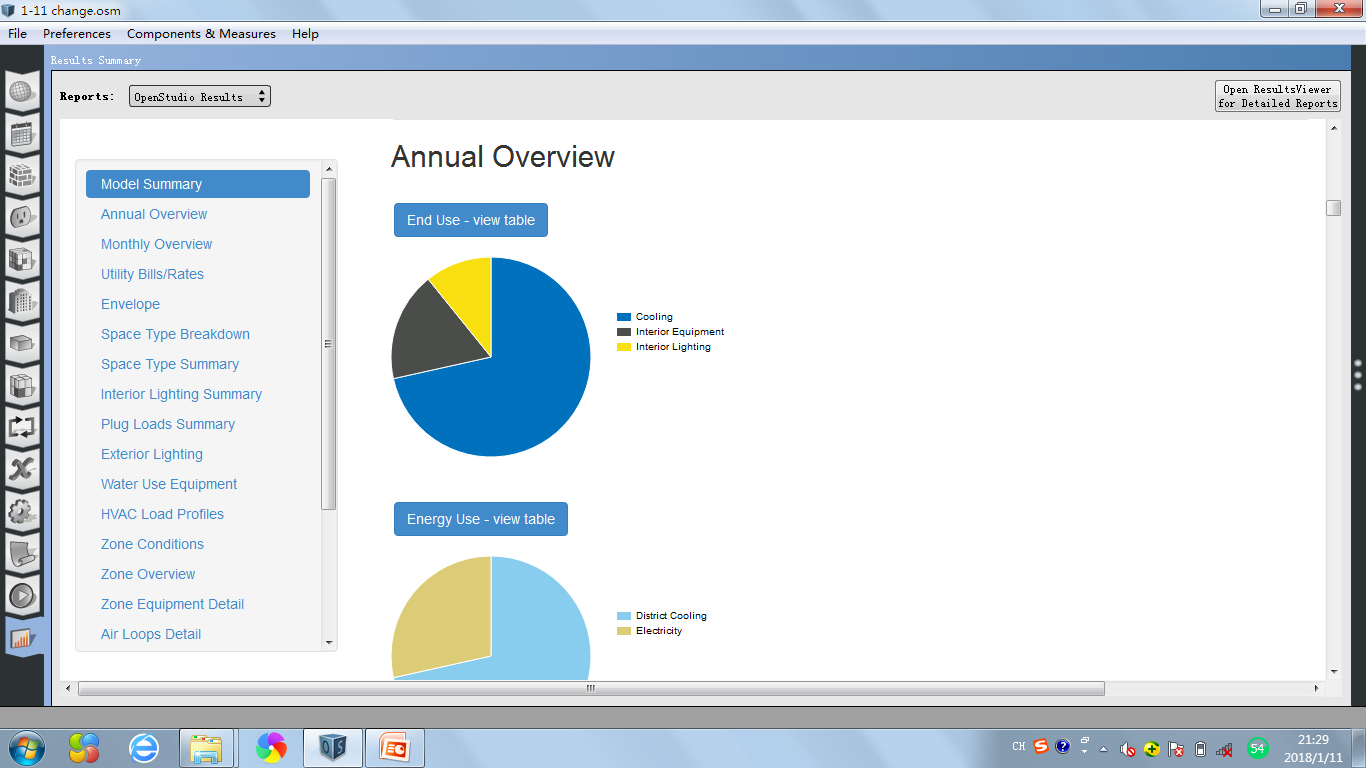 1-11 change.osm
File Preferences Components & Measures Help
Results Summary
Reports: OpenStudio Results
Open ResultsViewer
for Detailed Reports
Model Summary
Annual Overview
Monthly Overview
Utility Bills/Rates
Envelope
Space Type Breakdown
Space Type Summary
Interior Lighting Summary
Plug Loads Summary
Exterior Lighting
Water Use Equipment
HVAC Load Profiles
Zone Conditions
Zone Overview
Zone Equipment Detail
Air Loops Detail
Annual Overview
End Use - view table
Cooling
Interior Equipment
Interior Lighting
Energy Use - view table
District Cooling
Electricity
CH
54
21:29
2018/1/11